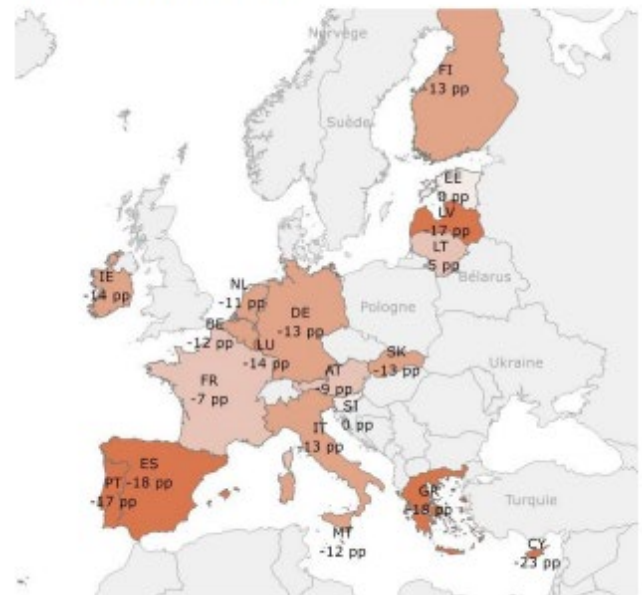 Norvège
FI
-13 pp
Suède
EE
0 pp
LV
-17 pp
LT
-5 pp
Bélarus
IE
-14 pp
NL
-11 pp
DE
-13 pp
Pologne
BE
-12 pp
LU
-14 pp
SK
-13 pp
Ukraine
FR
-7 pp
AT
-9 pp
SI
0 pp
IT
-13 pp
ES
-18 pp
PT
-17 pp
GR
-18 pp
Turquie
MT
-12 pp
CY
-23 pp